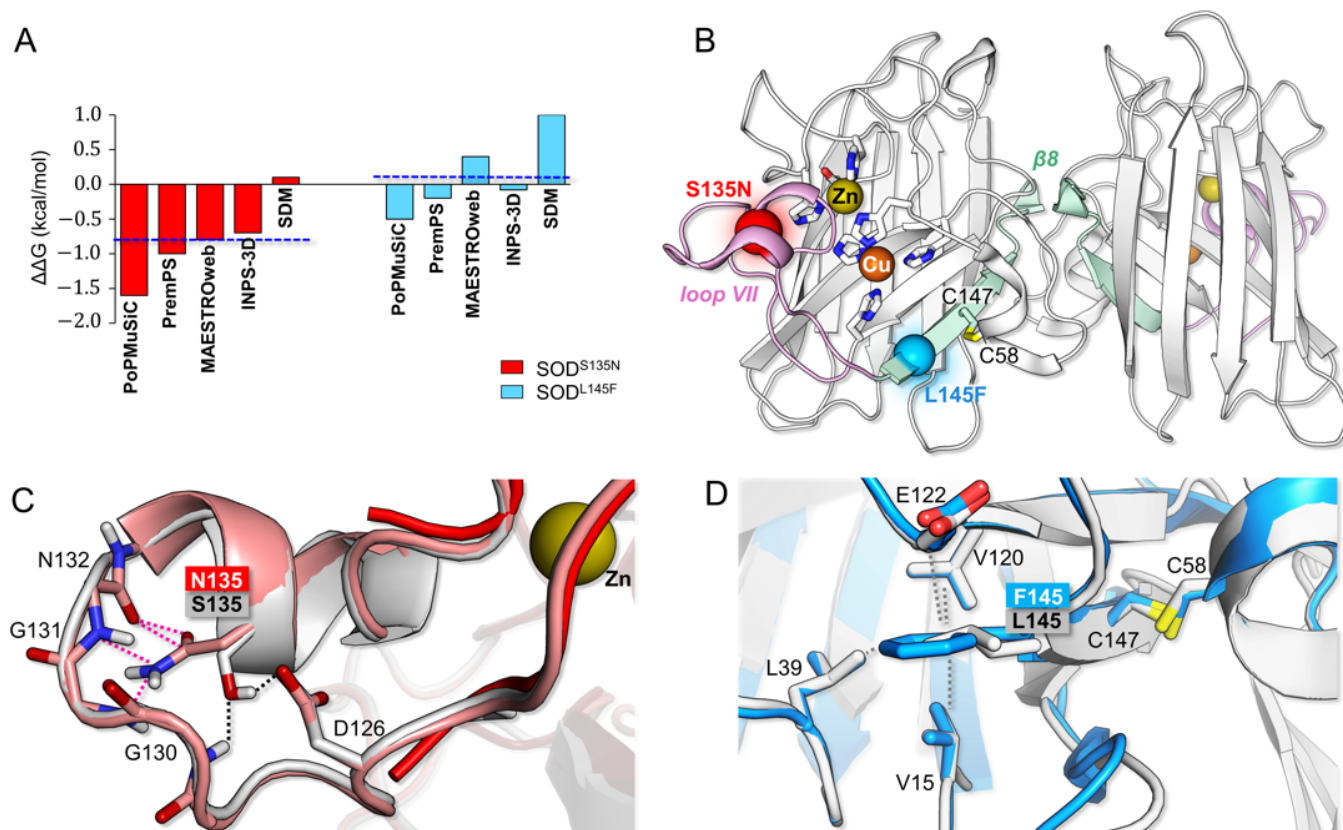 A
ΔΔG (kcal/mol)
1.0
0.5
0.0
−0.5
−1.0
−1.5
−2.0
PoPMuSiC
PremPS
MAESTROweb
INPS-3D
SDM
PoPMuSiC
PremPS
MAESTROweb
INPS-3D
SDM
SOD^S135N
SOD^L145F
B
β8
S135N
Zn
Cu
loop VII
C147
C58
L145F
C
N132
N135
S135
G131
Zn
D126
G130
D
E122
V120
C58
F145
L145
C147
L39
V15